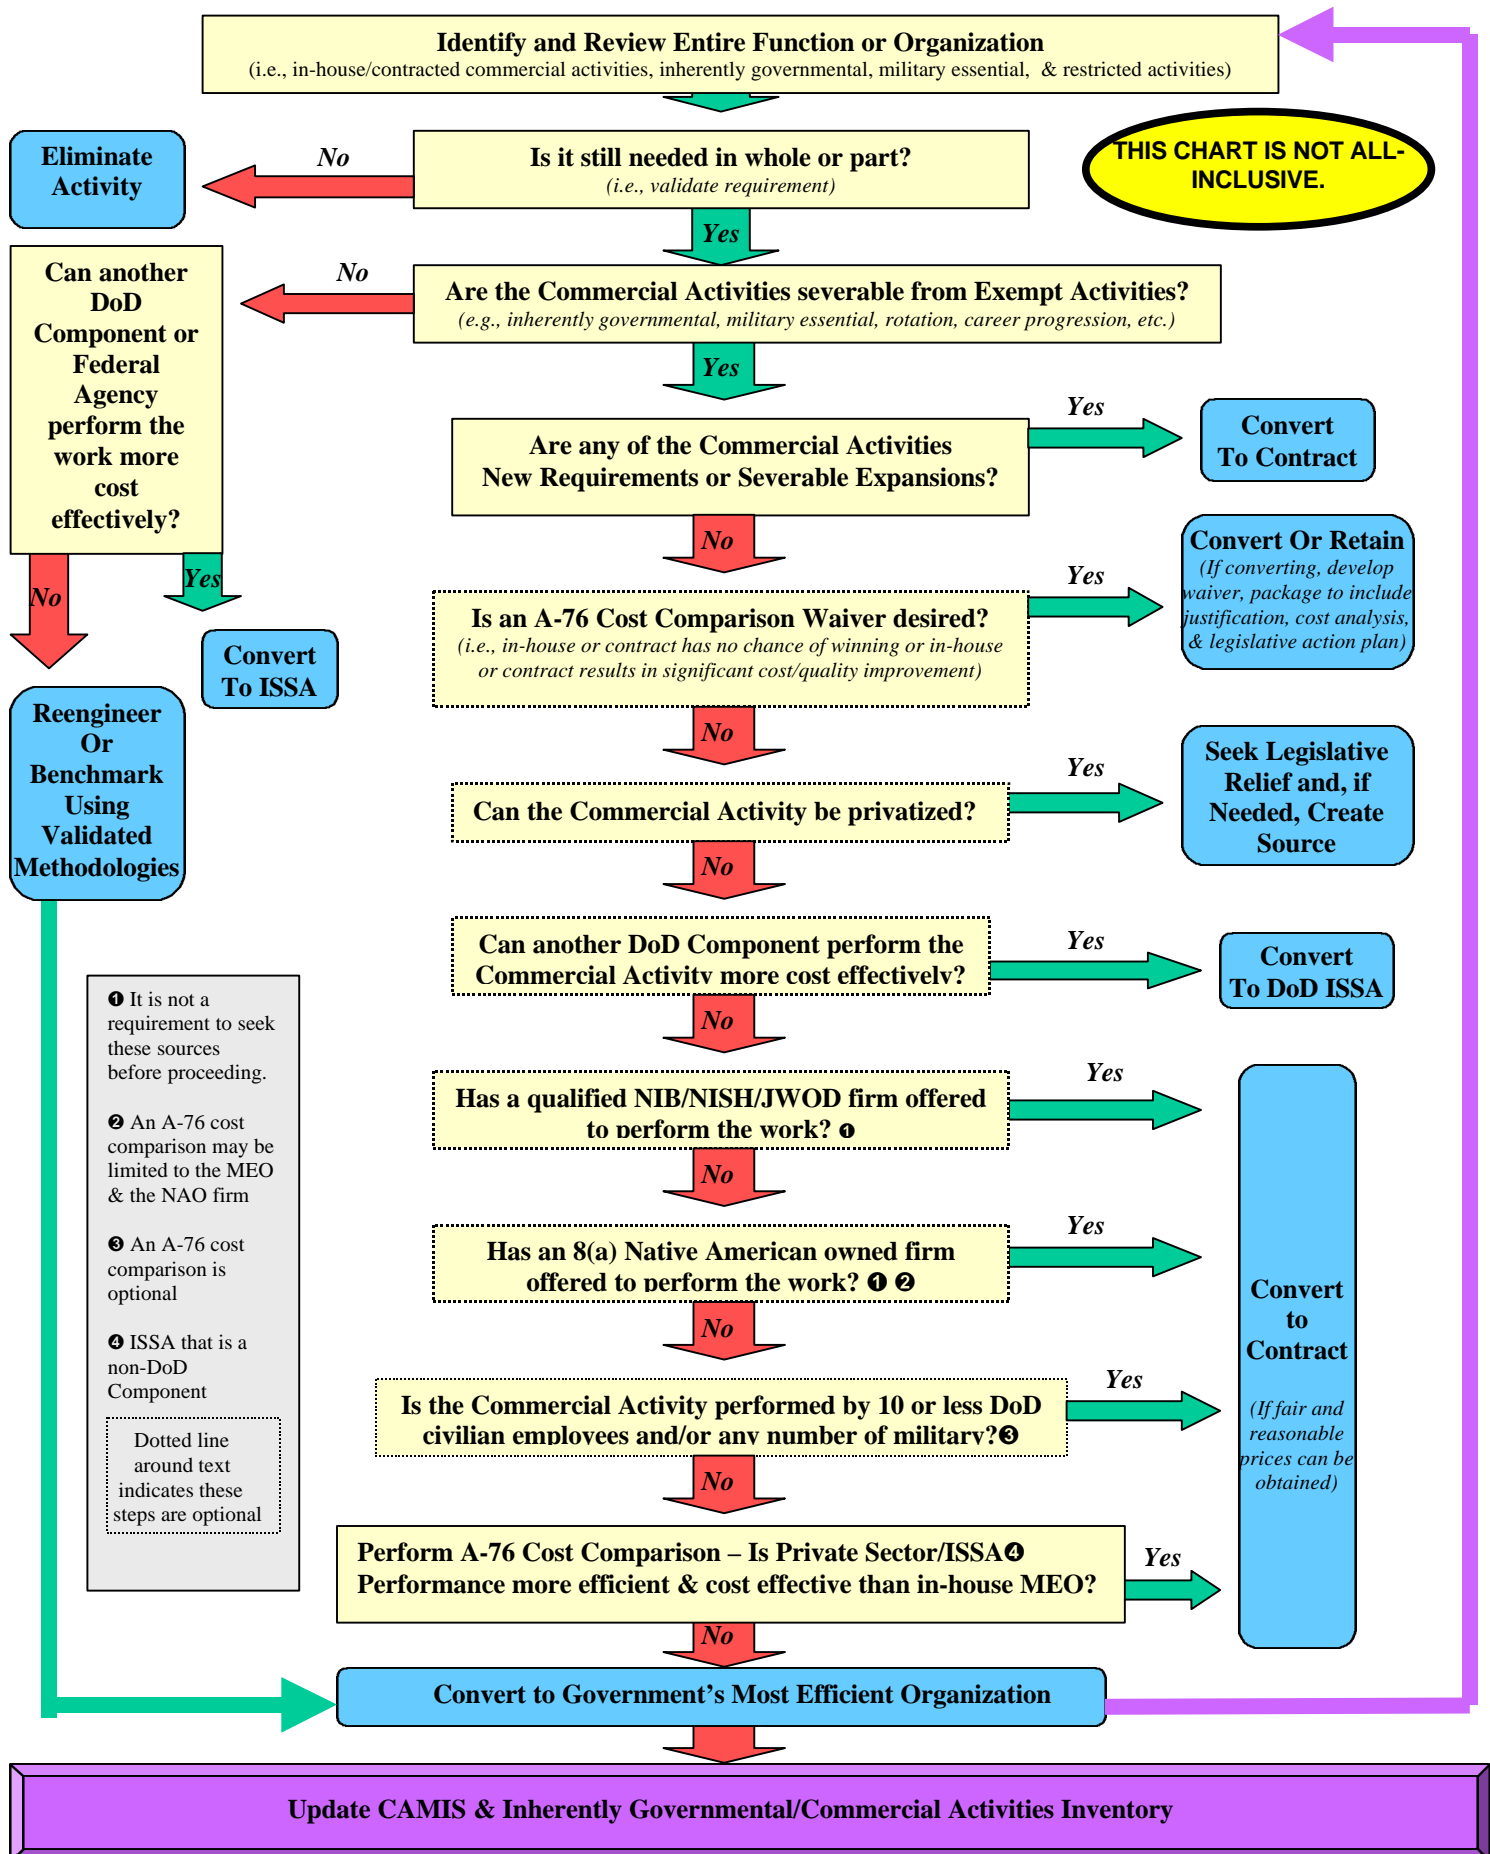 Identify and Review Entire Function or Organization
(i.e., in-house/contracted commercial activities, inherently governmental, military essential,  & restricted activities)
Eliminate
Activity
No
Is it still needed in whole or part?
(i.e., validate requirement)
THIS CHART IS NOT ALL-
INCLUSIVE.
Yes
Can another
DoD
Component or
Federal
Agency
perform the
work more
cost
effectively?
No
Are the Commercial Activities severable from Exempt Activities?
(e.g., inherently governmental, military essential, rotation, career progression, etc.)
Yes
Are any of the Commercial Activities
New Requirements or Severable Expansions?
Yes
Convert
To Contract
No
No
Yes
Convert
To ISSA
Is an A-76 Cost Comparison Waiver desired?
(i.e., in-house or contract has no chance of winning or in-house
or contract results in significant cost/quality improvement)
Yes
Convert Or Retain
(If converting, develop
waiver, package to include
justification, cost analysis,
& legislative action plan)
Reengineer
Or
Benchmark
Using
Validated
Methodologies
No
Can the Commercial Activity be privatized?
Yes
Seek Legislative
Relief and, if
Needed, Create
Source
No
Can another DoD Component perform the
Commercial Activity more cost effectively?
Yes
Convert
To DoD ISSA
No
❶ It is not a
requirement to seek
these sources
before proceeding.
❷ An A-76 cost
comparison may be
limited to the MEO
& the NAO firm
❸ An A-76 cost
comparison is
optional
❹ ISSA that is a
non-DoD
Component
Dotted line
around text
indicates these
steps are optional
Has a qualified NIB/NISH/JWOD firm offered
to perform the work? ❶
Yes
No
Has an 8(a) Native American owned firm
offered to perform the work? ❶ ❷
Yes
No
Is the Commercial Activity performed by 10 or less DoD
civilian employees and/or any number of military?❸
Yes
No
Convert
to
Contract
(If fair and
reasonable
prices can be
obtained)
Perform A-76 Cost Comparison – Is Private Sector/ISSA❹
Performance more efficient & cost effective than in-house MEO?
Yes
No
Convert to Government’s Most Efficient Organization
Update CAMIS & Inherently Governmental/Commercial Activities Inventory